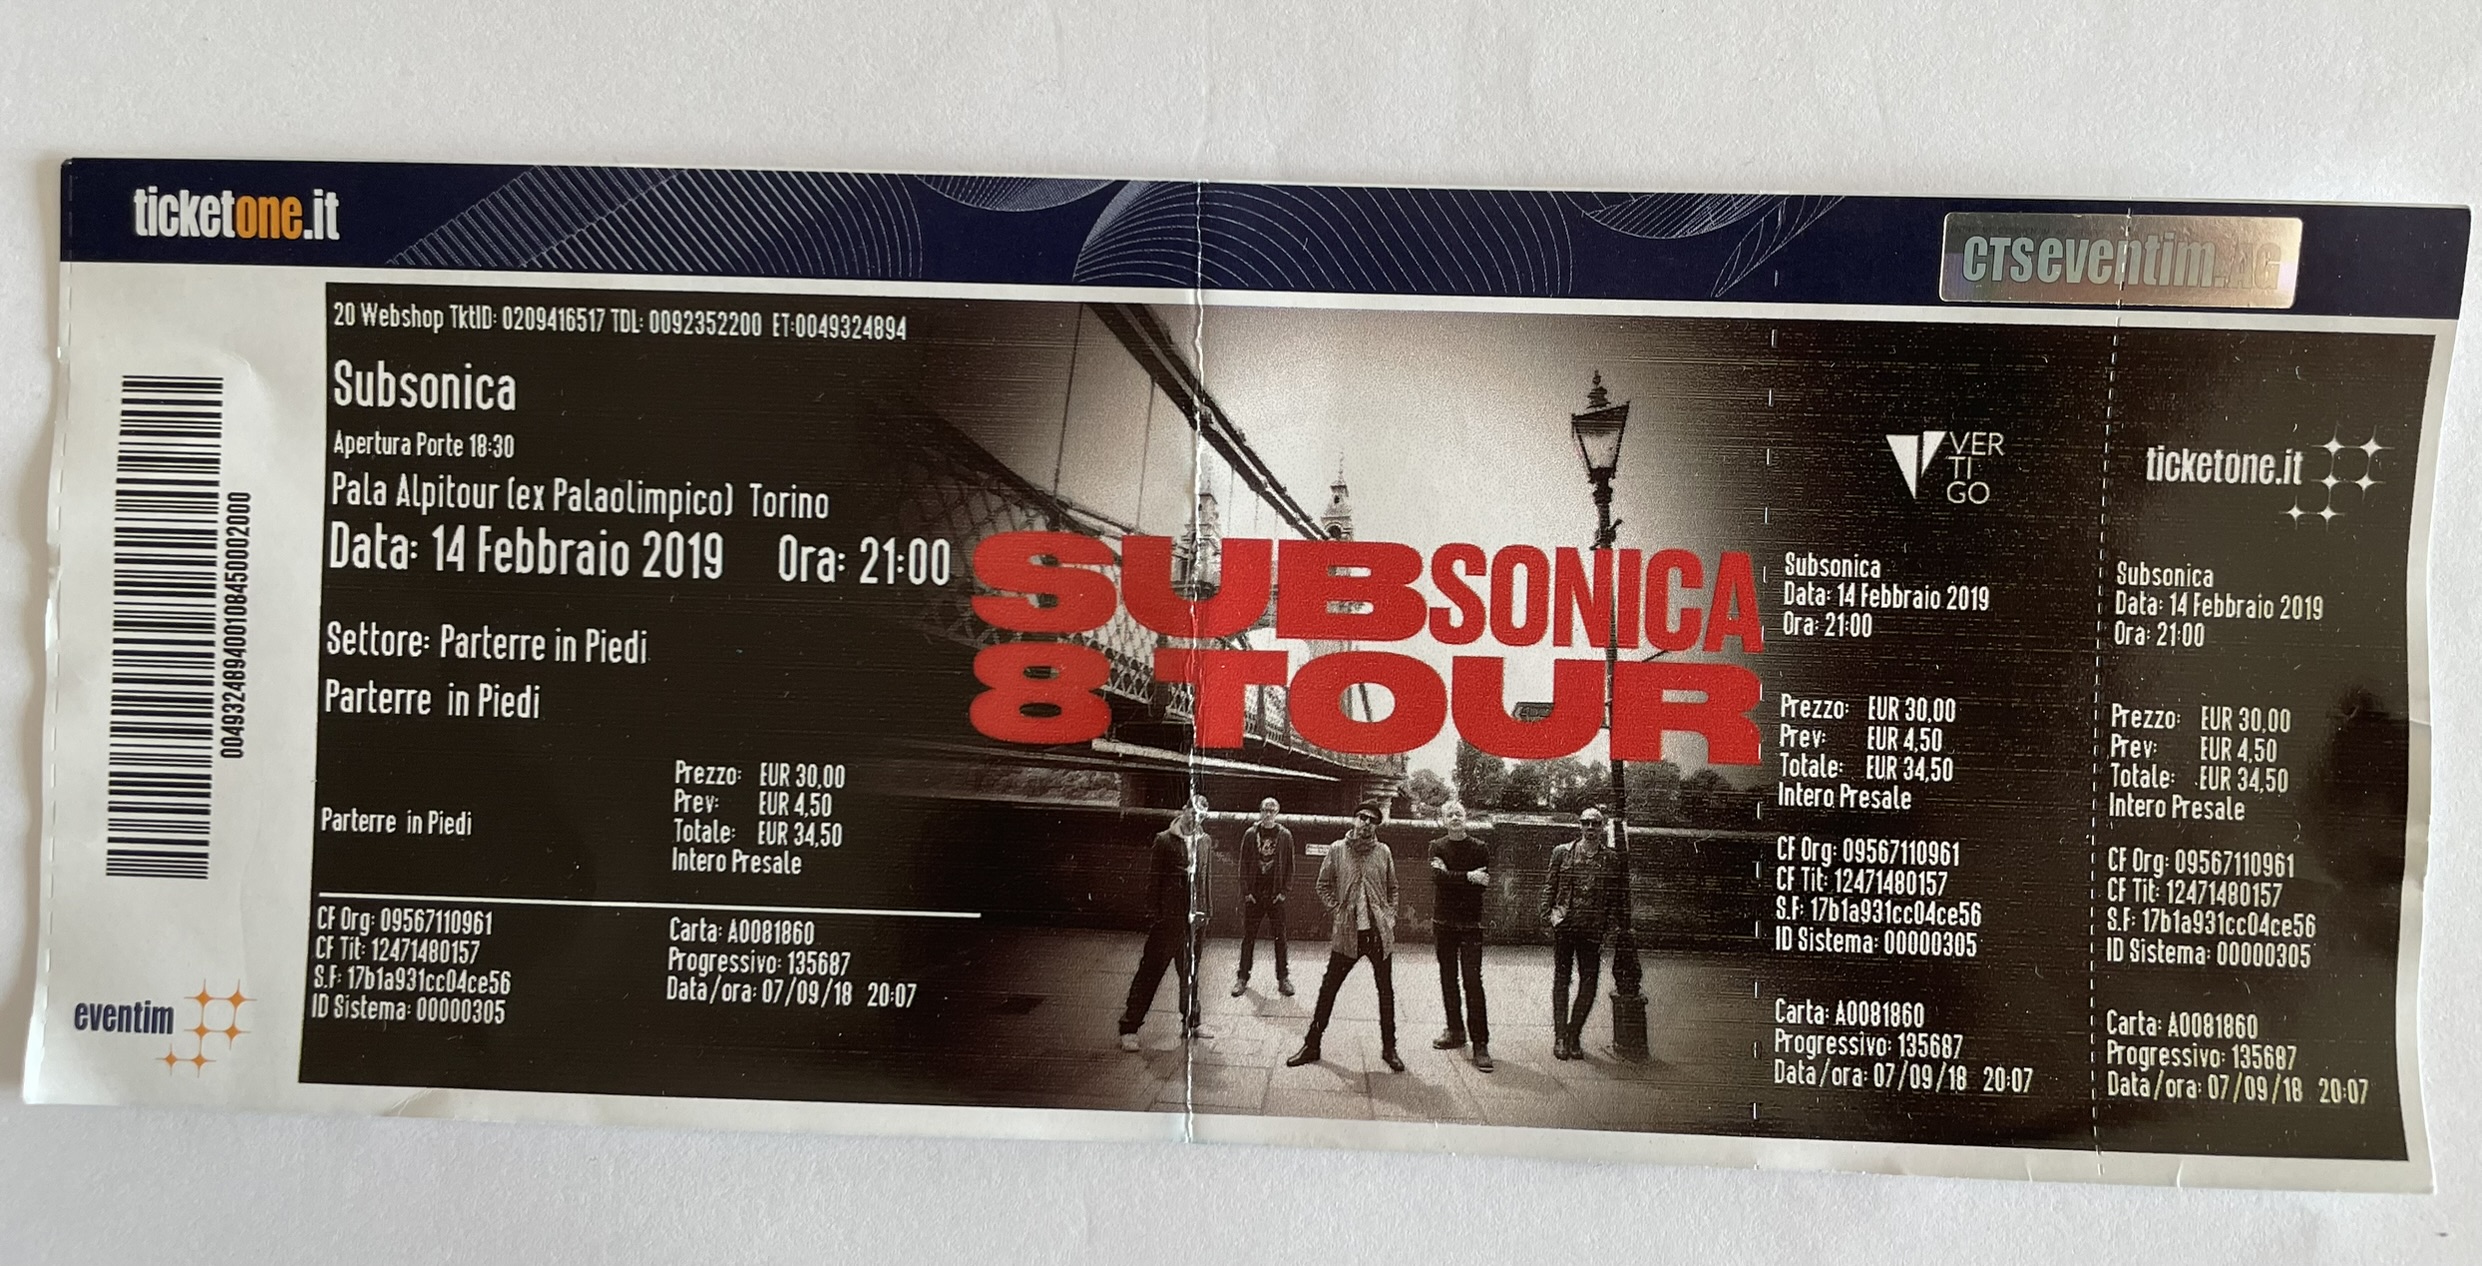 ticketone.it
CTSeventim.AG
20 Webshop TktID: 0209416517 TDL: 0092352200 ET:0049324894
Subsonica
Apertura Porte 18:30
Pala Alpitour (ex Palaolimpico) Torino
Data: 14 Febbraio 2019 Ora: 21:00
Settore: Parterre in Piedi
Parterre in Piedi
Parterre in Piedi
Prezzo: EUR 30,00
Prev: EUR 4,50
Totale: EUR 34,50
Intero Presale
CF Org: 09567110961
CF Tit: 12471480157
S.F: 17b1a931cc04ce56
ID Sistema: 00000305
Carta: A0081860
Progressivo: 135687
Data/ora: 07/09/18 20:07
004932489400108450002000
eventim
SUBSONICA
8 TOUR
VER
TI
GO
Subsonica
Data: 14 Febbraio 2019
Ora: 21:00
Prezzo: EUR 30,00
Prev: EUR 4,50
Totale: EUR 34,50
Intero Presale
CF Org: 09567110961
CF Tit: 12471480157
S.F: 17b1a931cc04ce56
ID Sistema: 00000305
Carta: A0081860
Progressivo: 135687
Data/ora: 07/09/18 20:07
ticketone.it
Subsonica
Data: 14 Febbraio 2019
Ora: 21:00
Prezzo: EUR 30,00
Prev: EUR 4,50
Totale: EUR 34,50
Intero Presale
CF Org: 09567110961
CF Tit: 12471480157
S.F: 17b1a931cc04ce56
ID Sistema: 00000305
Carta: A0081860
Progressivo: 135687
Data/ora: 07/09/18 20:07